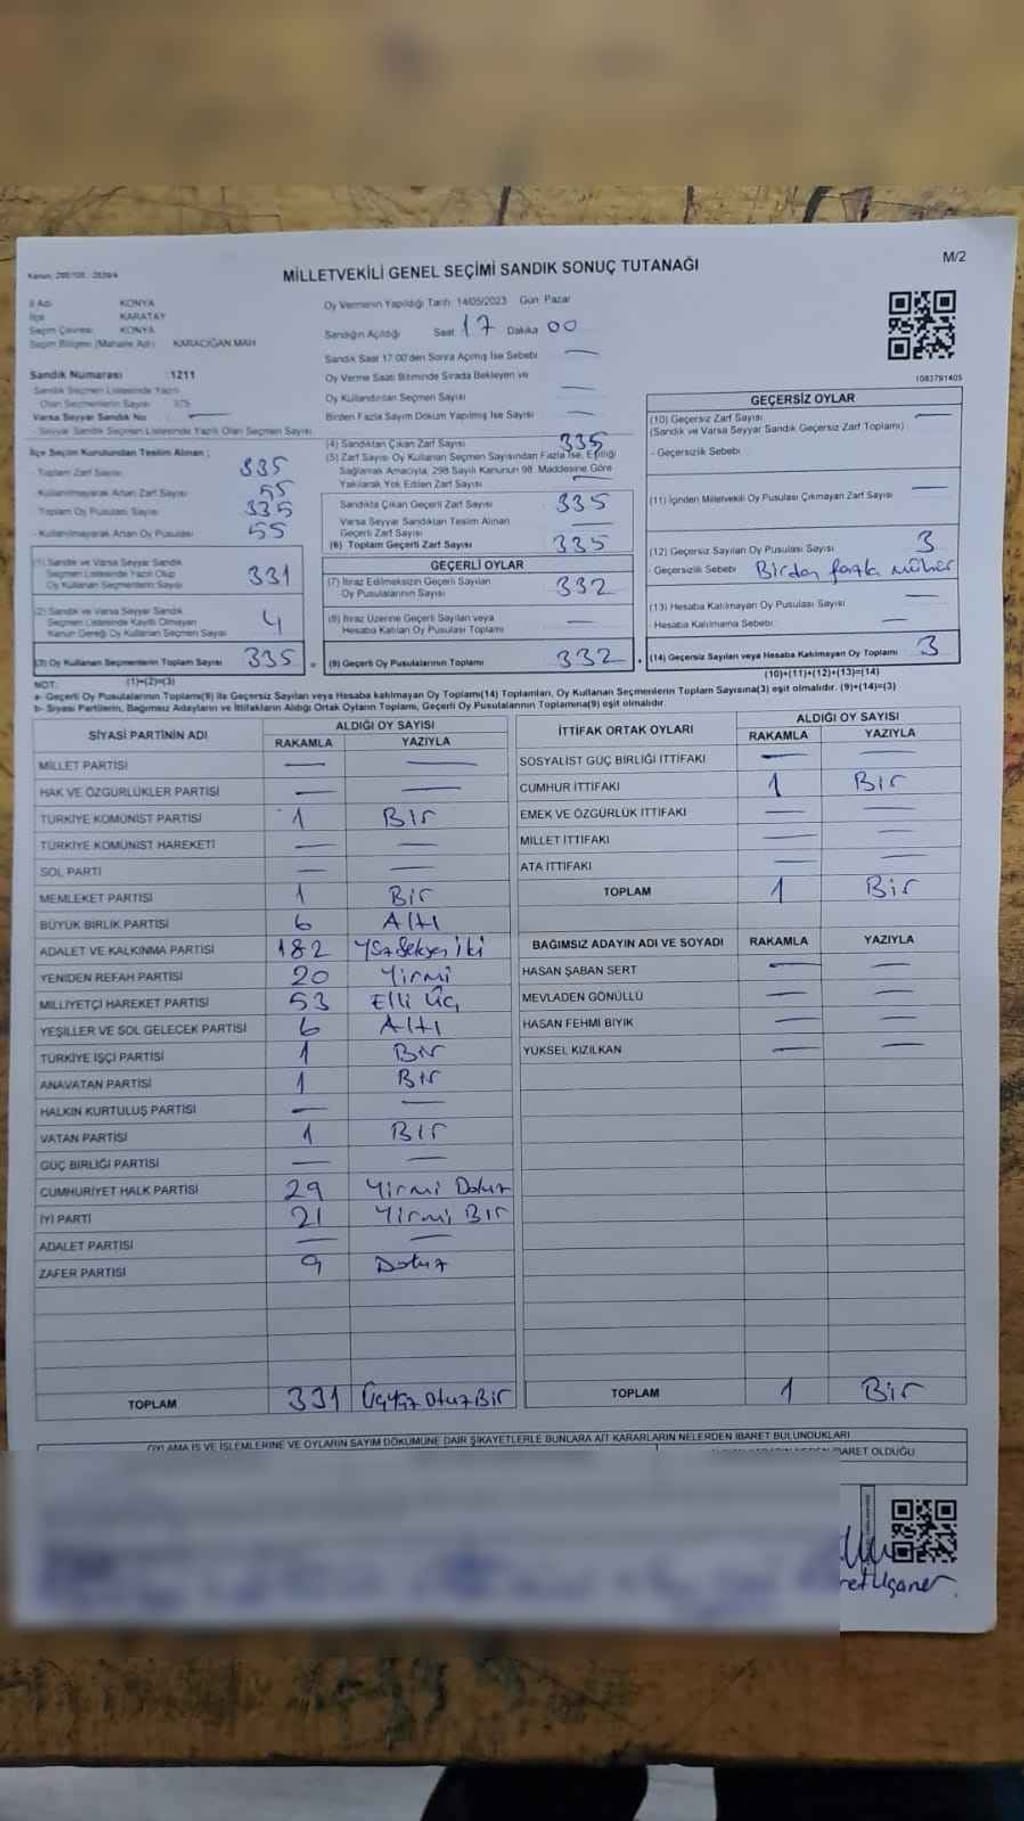 M/2
MİLLETVEKİLİ GENEL SEÇİMİ SANDIK SONUÇ TUTANAĞI
İl Adı KONYA
İlçe KARATAY
Seçim Çevresi KONYA
Seçim Bölgesi (Mahalle Adı) KARACIĞAN MAH
Sandık Numarası :1211
Sandık Seçmen Listesinde Yazılı
Olan Seçmenlerin Sayısı 375
Varsa Seyyar Sandık No —
Seyyar Sandık Seçmen Listesinde Yazılı Olan Seçmen Sayısı
İlçe Seçim Kurulundan Teslim Alınan ;
Toplam Zarf Sayısı 335
Kullanılmayarak Artan Zarf Sayısı 55
Toplam Oy Pusulası Sayısı 335
Kullanılmayarak Artan Oy Pusulası 55
(1) Sandık ve Varsa Seyyar Sandık
Seçmen Listesinde Yazılı Olup
Oy Kullanan Seçmenlerin Sayısı 331
(2) Sandık ve Varsa Seyyar Sandık
Seçmen Listesinde Kayıtlı Olmayan
Kanun Gereği Oy Kullanan Seçmen Sayısı 4
(3) Oy Kullanan Seçmenlerin Toplam Sayısı 335
(1)+(2)=(3)
Oy Vermenin Yapıldığı Tarih: 14/05/2023 Gün: Pazar
Sandığın Açıldığı Saat 17 Dakika 00
Sandık Saat 17:00'den Sonra Açılmış İse Sebebi —
Oy Verme Saati Bitiminde Sırada Bekleyen ve
Oy Kullandırılan Seçmen Sayısı —
Birden Fazla Sayım Döküm Yapılmış İse Sayısı —
(4) Sandıktan Çıkan Zarf Sayısı 335
(5) Zarf Sayısı Oy Kullanan Seçmen Sayısından Fazla İse, Eşitliği
Sağlamak Amacıyla, 298 Sayılı Kanunun 98. Maddesine Göre
Yakılarak Yok Edilen Zarf Sayısı —
Sandıkta Çıkan Geçerli Zarf Sayısı 335
Varsa Seyyar Sandıktan Teslim Alınan
Geçerli Zarf Sayısı —
(6) Toplam Geçerli Zarf Sayısı 335
GEÇERLİ OYLAR
(7) İtiraz Edilmeksizin Geçerli Sayılan
Oy Pusulalarının Sayısı 332
(8) İtiraz Üzerine Geçerli Sayılan veya
Hesaba Katılan Oy Pusulası Toplamı —
(9) Geçerli Oy Pusulalarının Toplamı 332
1083791405
GEÇERSİZ OYLAR
(10) Geçersiz Zarf Sayısı —
(Sandık ve Varsa Seyyar Sandık Geçersiz Zarf Toplamı)
- Geçersizlik Sebebi
(11) İçinden Milletvekili Oy Pusulası Çıkmayan Zarf Sayısı —
(12) Geçersiz Sayılan Oy Pusulası Sayısı 3
- Geçersizlik Sebebi Birden fazla mühür
(13) Hesaba Katılmayan Oy Pusulası Sayısı —
- Hesaba Katılmama Sebebi —
(14) Geçersiz Sayılan veya Hesaba Katılmayan Oy Toplamı 3
(10)+(11)+(12)+(13)=(14)
NOT:
a- Geçerli Oy Pusulalarının Toplamı(9) ile Geçersiz Sayılan veya Hesaba katılmayan Oy Toplamı(14) Toplamları, Oy Kullanan Seçmenlerin Toplam Sayısına(3) eşit olmalıdır. (9)+(14)=(3)
b- Siyasi Partilerin, Bağımsız Adayların ve İttifakların Aldığı Ortak Oyların Toplamı, Geçerli Oy Pusulalarının Toplamına(9) eşit olmalıdır.
SİYASİ PARTİNİN ADI ALDIĞI OY SAYISI
RAKAMLA YAZIYLA
MİLLET PARTİSİ — —
HAK VE ÖZGÜRLÜKLER PARTİSİ — —
TÜRKİYE KOMÜNİST PARTİSİ 1 Bir
TÜRKİYE KOMÜNİST HAREKETİ — —
SOL PARTİ — —
MEMLEKET PARTİSİ 1 Bir
BÜYÜK BİRLİK PARTİSİ 6 Altı
ADALET VE KALKINMA PARTİSİ 182 Yüzseksen iki
YENİDEN REFAH PARTİSİ 20 Yirmi
MİLLİYETÇİ HAREKET PARTİSİ 53 Elli Üç
YEŞİLLER VE SOL GELECEK PARTİSİ 6 Altı
TÜRKİYE İŞÇİ PARTİSİ 1 Bir
ANAVATAN PARTİSİ 1 Bir
HALKIN KURTULUŞ PARTİSİ — —
VATAN PARTİSİ 1 Bir
GÜÇ BİRLİĞİ PARTİSİ — —
CUMHURİYET HALK PARTİSİ 29 Yirmi Dokuz
İYİ PARTİ 21 Yirmi Bir
ADALET PARTİSİ — —
ZAFER PARTİSİ 9 Dokuz
TOPLAM 331 ÜçYüz Otuz Bir
İTTİFAK ORTAK OYLARI ALDIĞI OY SAYISI
RAKAMLA YAZIYLA
SOSYALİST GÜÇ BİRLİĞİ İTTİFAKI — —
CUMHUR İTTİFAKI 1 Bir
EMEK VE ÖZGÜRLÜK İTTİFAKI — —
MİLLET İTTİFAKI — —
ATA İTTİFAKI — —
TOPLAM 1 Bir
BAĞIMSIZ ADAYIN ADI VE SOYADI RAKAMLA YAZIYLA
HASAN ŞABAN SERT — —
MEVLADEN GÖNÜLLÜ — —
HASAN FEHMİ BIYIK — —
YÜKSEL KIZILKAN — —
TOPLAM 1 Bir
OYLAMA İŞ VE İŞLEMLERİNE VE OYLARIN SAYIM DÖKÜMÜNE DAİR ŞİKAYETLERLE BUNLARA AİT KARARLARIN NELERDEN İBARET BULUNDUKLARI
İBARET OLDUĞU